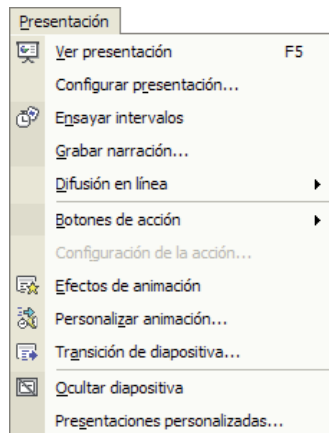 Presentación
Ver presentación F5
Configurar presentación...
Ensayar intervalos
Grabar narración...
Difusión en línea
Botones de acción
Configuración de la acción...
Efectos de animación
Personalizar animación...
Transición de diapositiva...
Ocultar diapositiva
Presentaciones personalizadas...